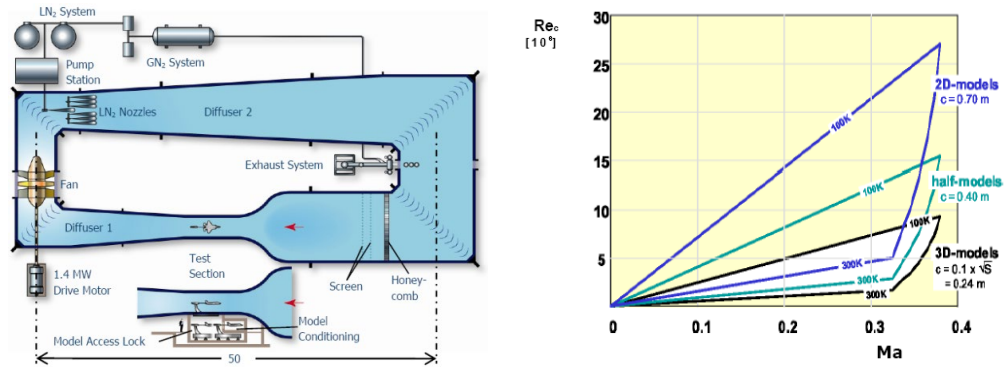 LN₂ System
GN₂ System
Pump
Station
LN₂ Nozzles
Diffuser 2
Exhaust System
Fan
Diffuser 1
Test
Section
Screen
Honey-
comb
1.4 MW
Drive Motor
Model Access Lock
Model
Conditioning
50
Re꜀
[10⁶]
30
25
20
15
10
5
0
0.1
0.2
0.3
0.4
Ma
100K
2D-models
c = 0.70 m
100K
half-models
c = 0.40 m
100K
300K
300K
300K
3D-models
c = 0.1 x √S
= 0.24 m